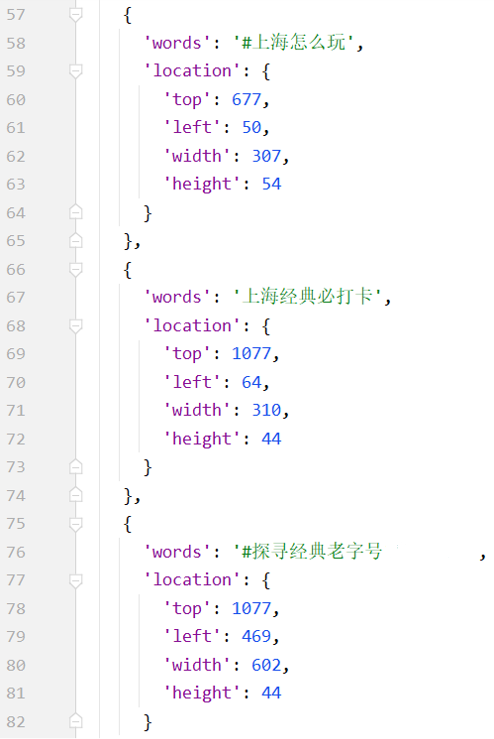 57 {
58 'words': '#上海怎么玩',
59 'location': {
60 'top': 677,
61 'left': 50,
62 'width': 307,
63 'height': 54
64 }
65 },
66 {
67 'words': '上海经典必打卡',
68 'location': {
69 'top': 1077,
70 'left': 64,
71 'width': 310,
72 'height': 44
73 }
74 },
75 {
76 'words': '#探寻经典老字号 ,
77 'location': {
78 'top': 1077,
79 'left': 469,
80 'width': 602,
81 'height': 44
82 }